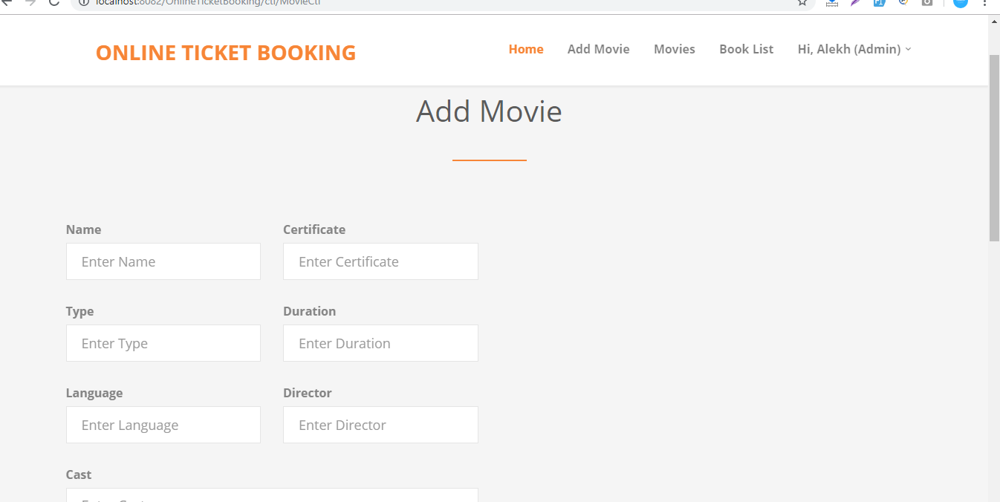 localhost:8082/OnlineTicketBooking/ctl/MovieCtl
ONLINE TICKET BOOKING
Home Add Movie Movies Book List Hi, Alekh (Admin)
Add Movie
Name Certificate
Enter Name Enter Certificate
Type Duration
Enter Type Enter Duration
Language Director
Enter Language Enter Director
Cast